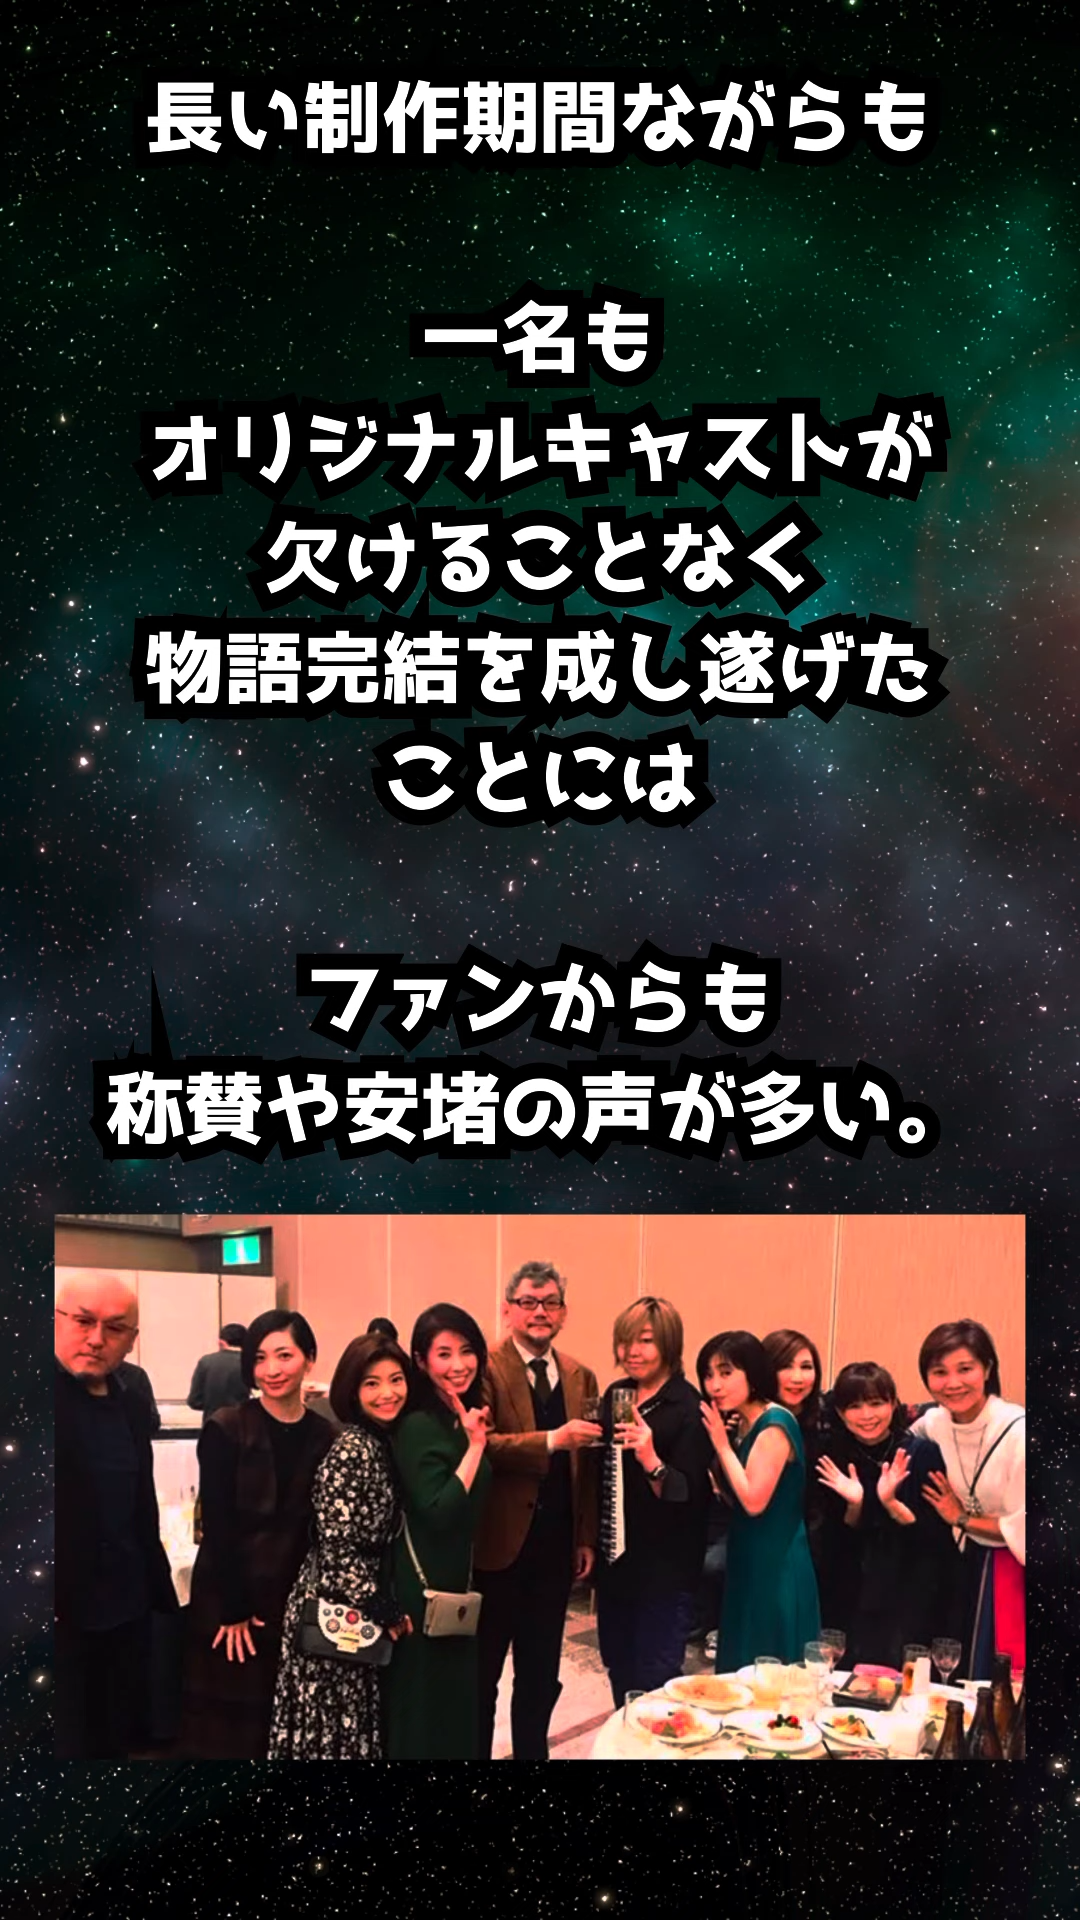 長い制作期間ながらも
一名も
オリジナルキャストが
欠けることなく
物語完結を成し遂げた
ことには
ファンからも
称賛や安堵の声が多い。